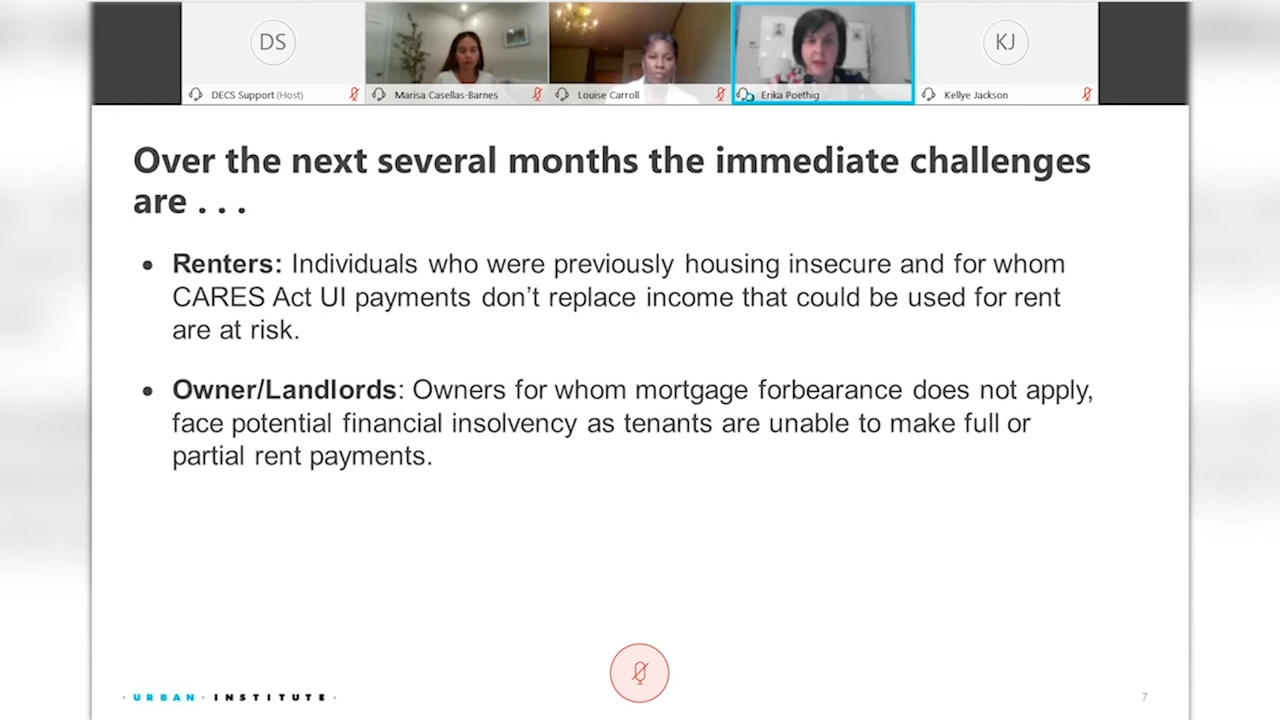 DS
KJ
DECS Support (Host)
Marisa Casellas-Barnes
Louise Carroll
Erika Poethig
Kellye Jackson
Over the next several months the immediate challenges
are . . .
• Renters: Individuals who were previously housing insecure and for whom
CARES Act UI payments don’t replace income that could be used for rent
are at risk.
• Owner/Landlords: Owners for whom mortgage forbearance does not apply,
face potential financial insolvency as tenants are unable to make full or
partial rent payments.
· URBAN · INSTITUTE ·
7